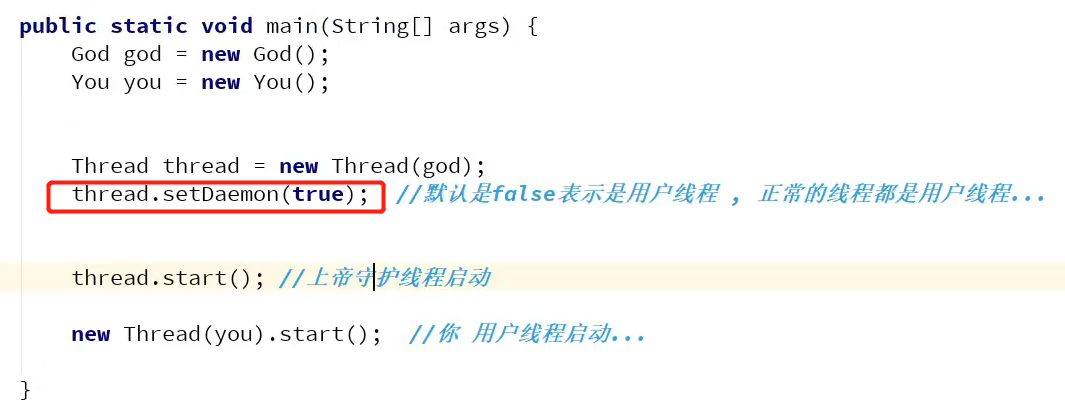 public static void main(String[] args) {
God god = new God();
You you = new You();
Thread thread = new Thread(god);
thread.setDaemon(true); //默认是false表示是用户线程 , 正常的线程都是用户线程...
thread.start(); //上帝守护线程启动
new Thread(you).start(); //你 用户线程启动...
}